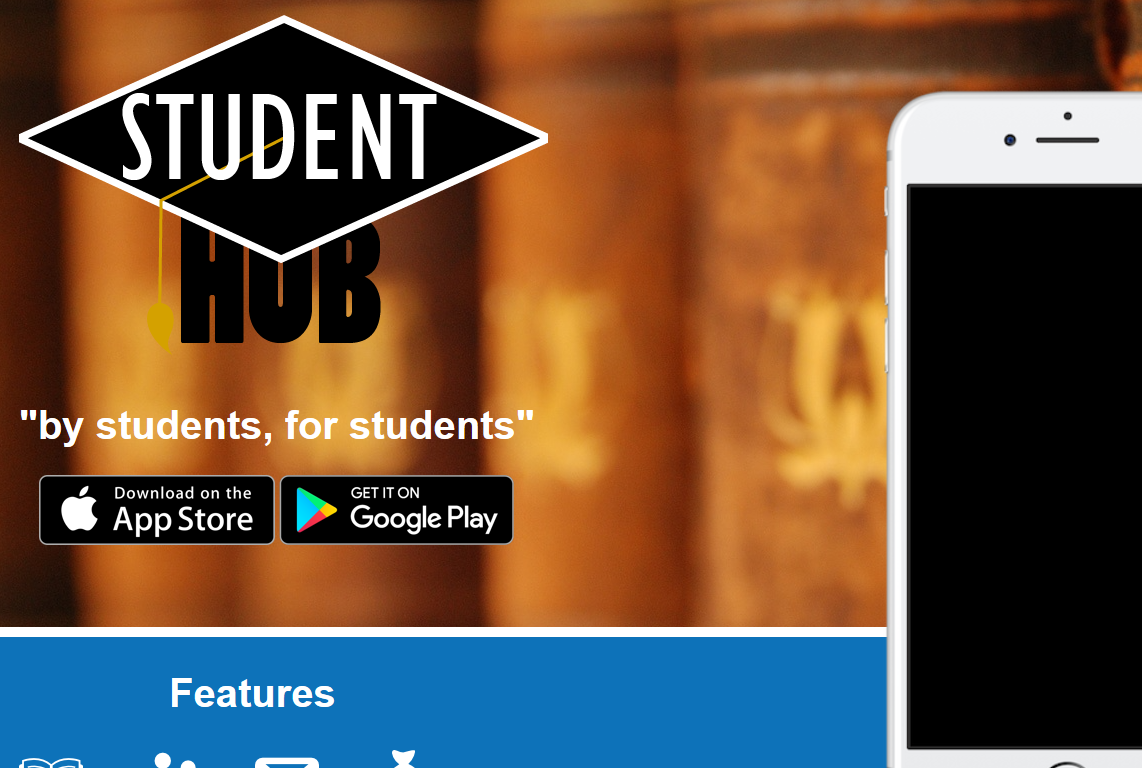 STUDENT
HUB
"by students, for students"
Download on the
App Store
GET IT ON
Google Play
Features